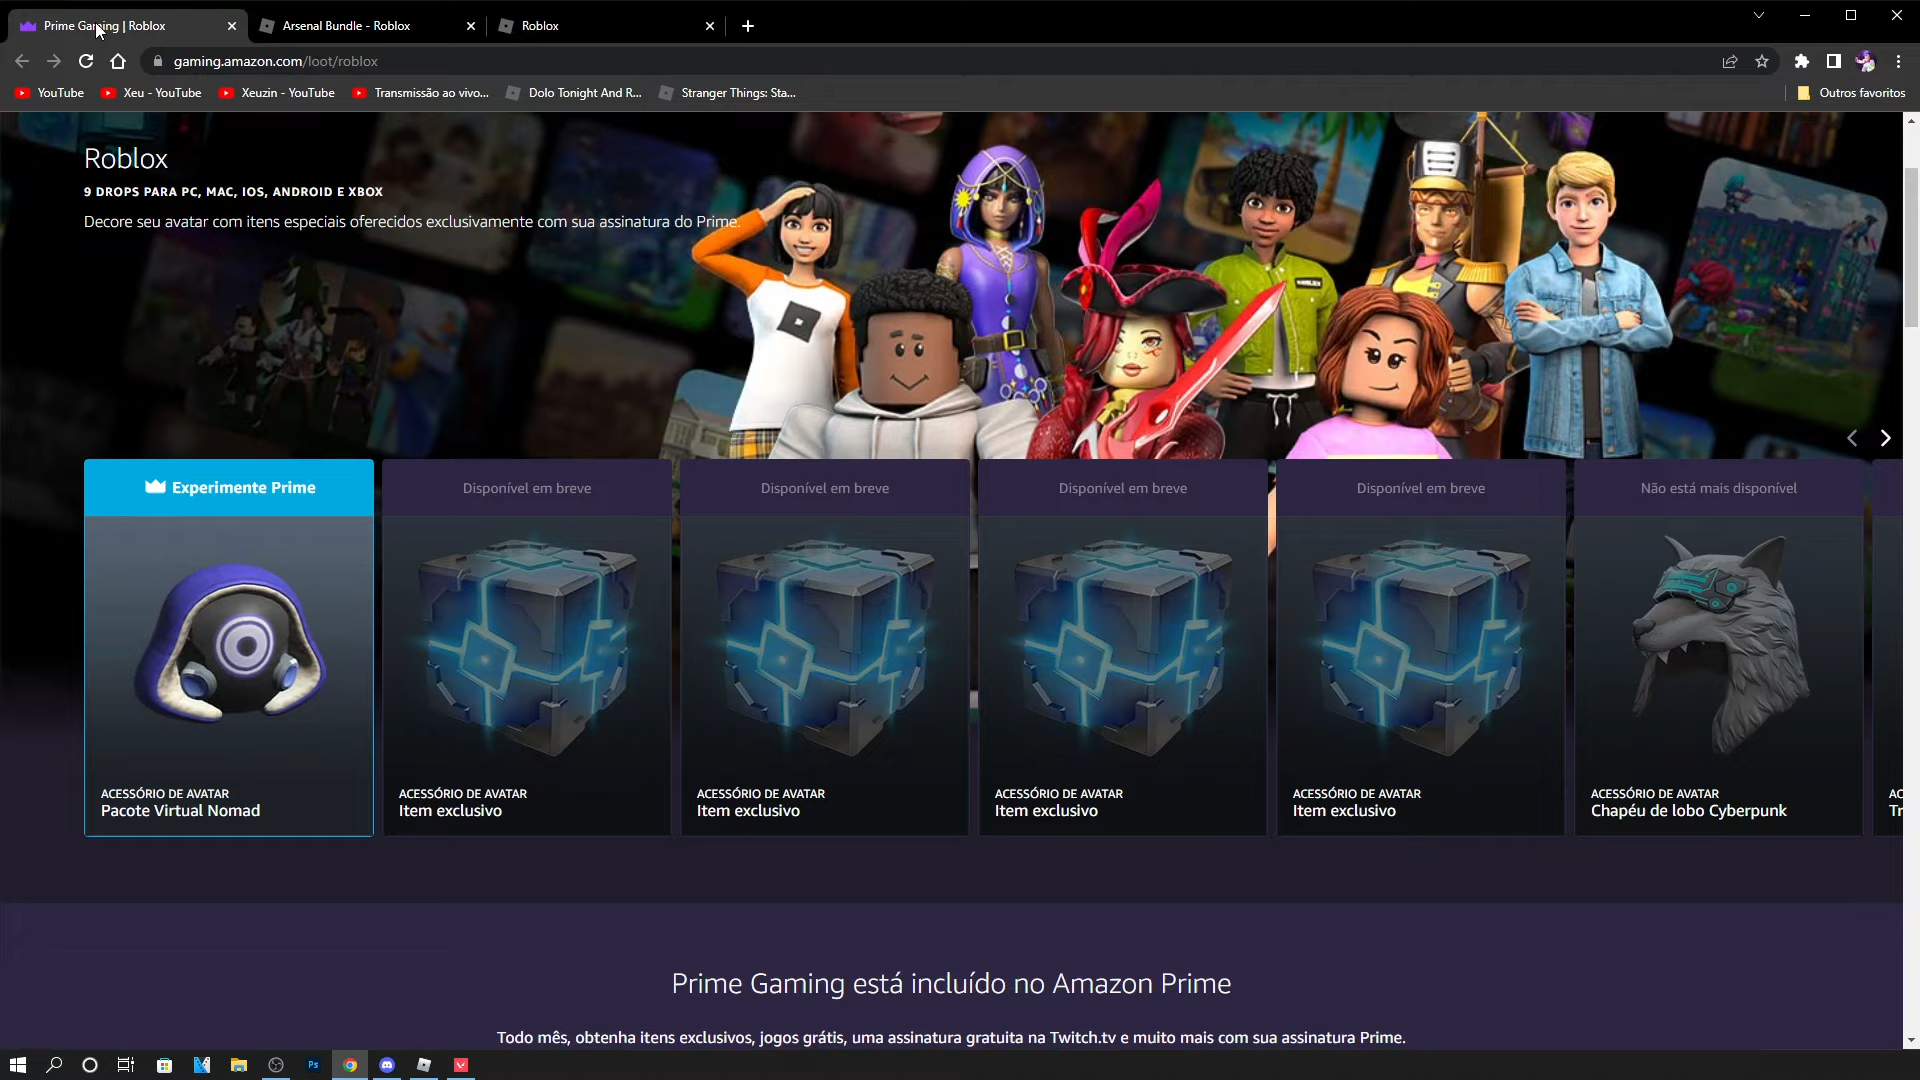 Prime Gaming | Roblox
Arsenal Bundle - Roblox
Roblox
gaming.amazon.com/loot/roblox
YouTube
Xeu - YouTube
Xeuzin - YouTube
Transmissão ao vivo...
Dolo Tonight And R...
Stranger Things: Sta...
Outros favoritos
Roblox
9 DROPS PARA PC, MAC, IOS, ANDROID E XBOX
Decore seu avatar com itens especiais oferecidos exclusivamente com sua assinatura do Prime.
Experimente Prime
Disponível em breve
Disponível em breve
Disponível em breve
Disponível em breve
Não está mais disponível
ACESSÓRIO DE AVATAR
Pacote Virtual Nomad
ACESSÓRIO DE AVATAR
Item exclusivo
ACESSÓRIO DE AVATAR
Item exclusivo
ACESSÓRIO DE AVATAR
Item exclusivo
ACESSÓRIO DE AVATAR
Item exclusivo
ACESSÓRIO DE AVATAR
Chapéu de lobo Cyberpunk
AC
Tr
Prime Gaming está incluído no Amazon Prime
Todo mês, obtenha itens exclusivos, jogos grátis, uma assinatura gratuita na Twitch.tv e muito mais com sua assinatura Prime.
Ps